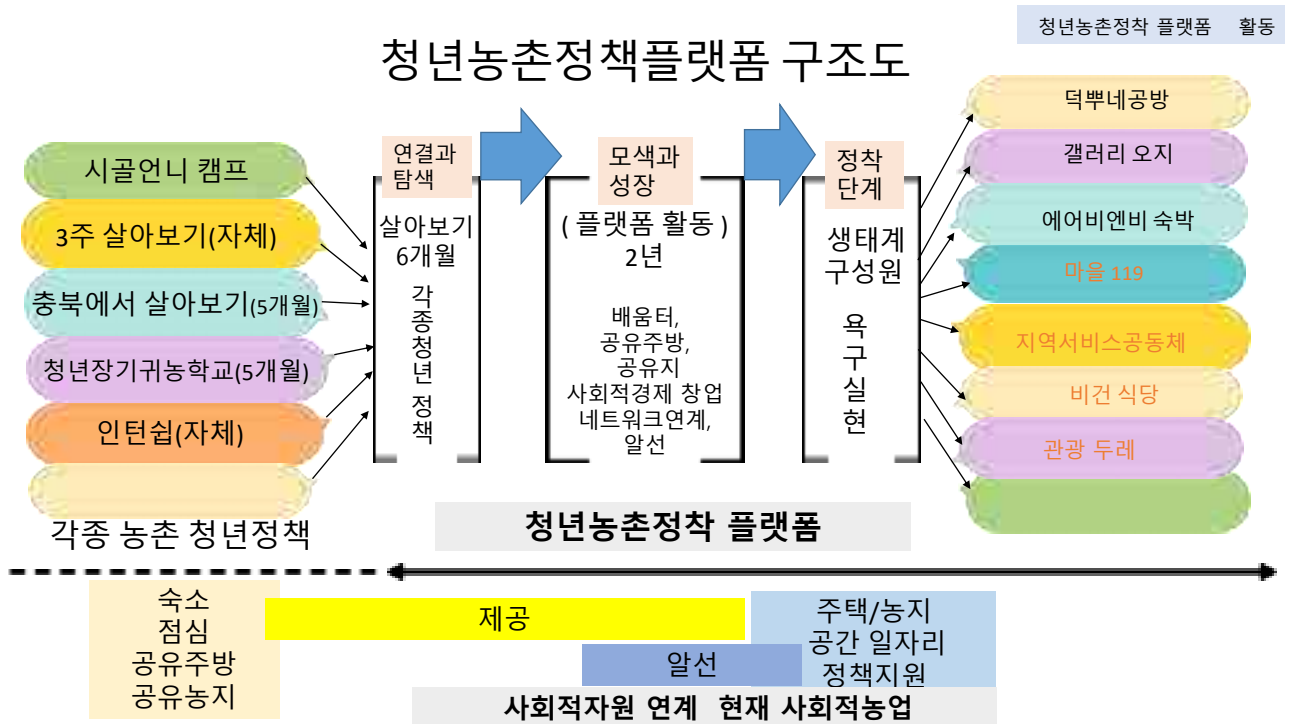 청년농촌정착 플랫폼 활동
청년농촌정책플랫폼 구조도
시골언니 캠프
3주 살아보기(자체)
충북에서 살아보기(5개월)
청년장기귀농학교(5개월)
인턴쉽(자체)
각종 농촌 청년정책
연결과
탐색
살아보기
6개월
각
종
청
년
정
책
모색과
성장
( 플랫폼 활동 )
2년
배움터,
공유주방,
공유지
사회적경제 창업
네트워크연계,
알선
정착
단계
생태계
구성원
욕
구
실
현
덕뿌네공방
갤러리 오지
에어비엔비 숙박
마을 119
지역서비스공동체
비건 식당
관광 두레
청년농촌정착 플랫폼
숙소
점심
공유주방
공유농지
제공
알선
주택/농지
공간 일자리
정책지원
사회적자원 연계 현재 사회적농업